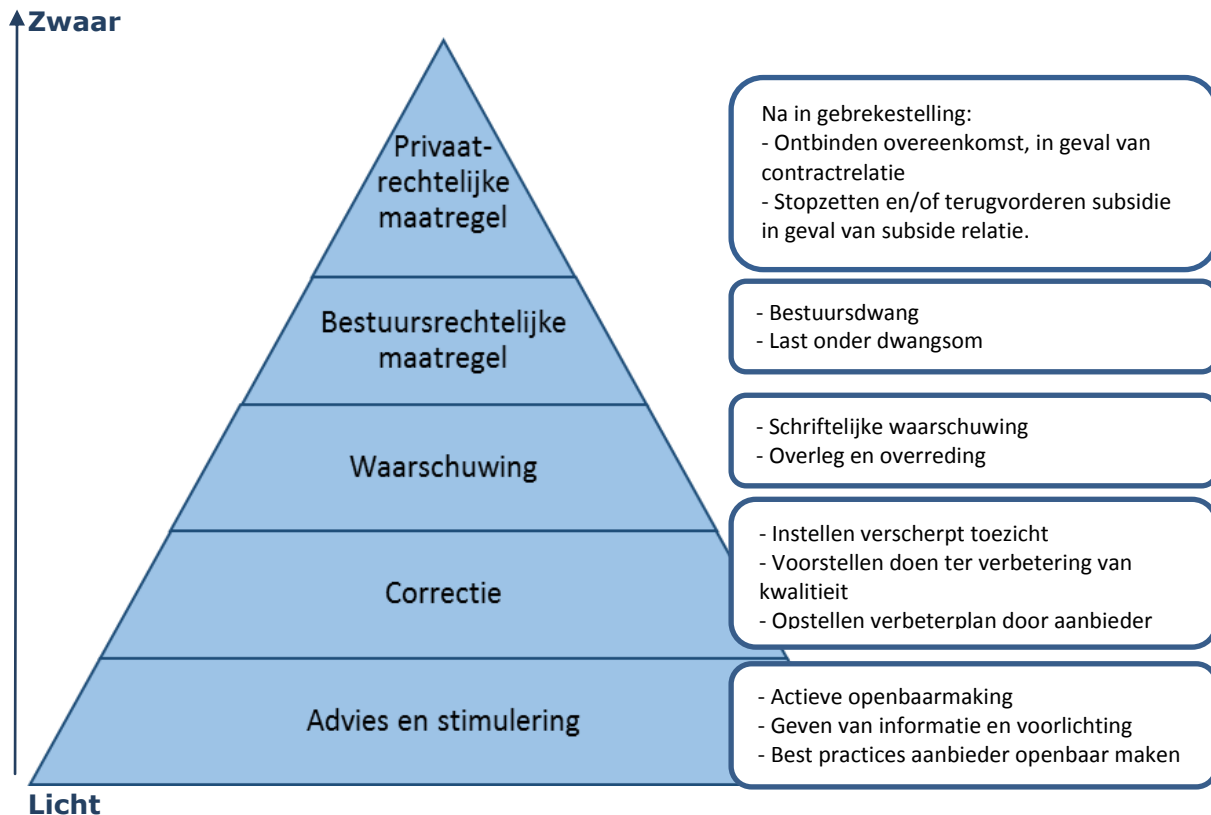 Zwaar
Privaat-
rechtelijke
maatregel
Na in gebrekestelling:
- Ontbinden overeenkomst, in geval van
contractrelatie
- Stopzetten en/of terugvorderen subsidie
in geval van subside relatie.
Bestuursrechtelijke
maatregel
- Bestuursdwang
- Last onder dwangsom
Waarschuwing
- Schriftelijke waarschuwing
- Overleg en overreding
Correctie
- Instellen verscherpt toezicht
- Voorstellen doen ter verbetering van
kwalitieit
- Opstellen verbeterplan door aanbieder
Advies en stimulering
- Actieve openbaarmaking
- Geven van informatie en voorlichting
- Best practices aanbieder openbaar maken
Licht